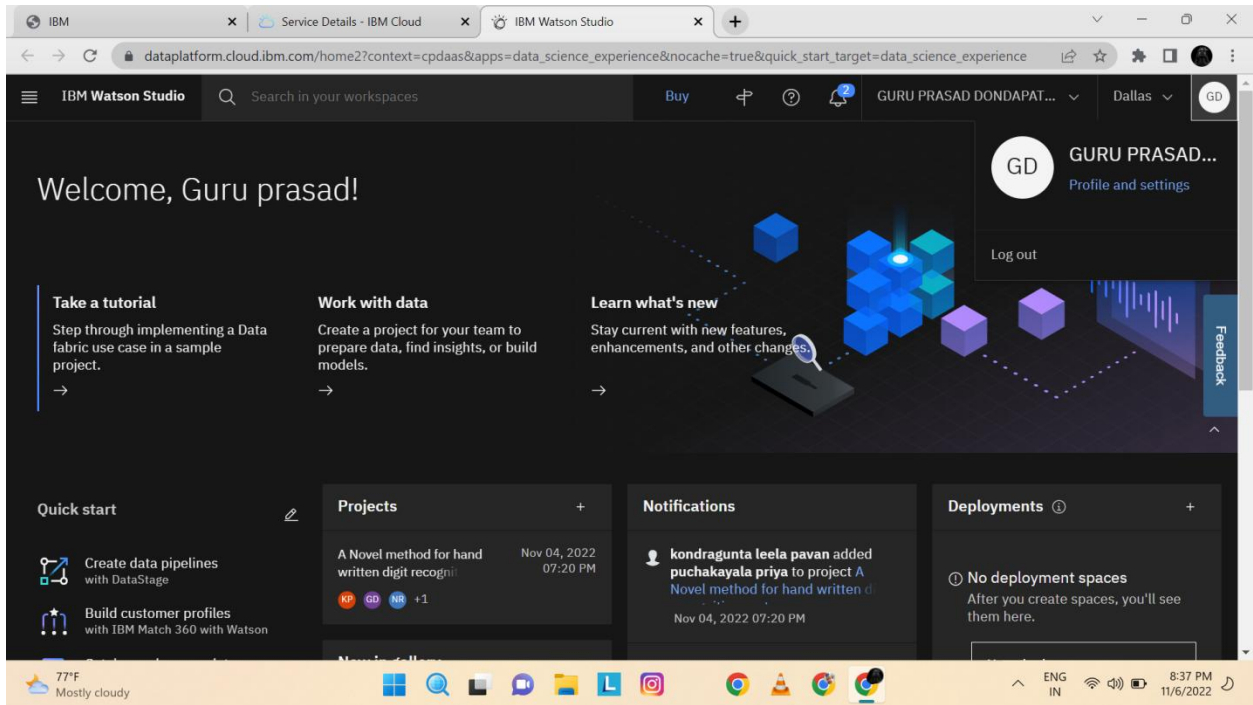 IBM
Service Details - IBM Cloud
IBM Watson Studio
dataplatform.cloud.ibm.com/home2?context=cpdaas&apps=data_science_experience&nocache=true&quick_start_target=data_science_experience
IBM Watson Studio
Search in your workspaces
Buy
2
GURU PRASAD DONDAPAT...
Dallas
GD
GD
GURU PRASAD...
Profile and settings
Log out
Welcome, Guru prasad!
Take a tutorial
Step through implementing a Data
fabric use case in a sample
project.
Work with data
Create a project for your team to
prepare data, find insights, or build
models.
Learn what's new
Stay current with new features,
enhancements, and other changes.
Feedback
Quick start
Create data pipelines
with DataStage
Build customer profiles
with IBM Match 360 with Watson
Projects
A Novel method for hand
written digit recogni
Nov 04, 2022
07:20 PM
KP GD NR +1
Notifications
kondragunta leela pavan added
puchakayala priya to project A
Novel method for hand written d
Nov 04, 2022 07:20 PM
Deployments
No deployment spaces
After you create spaces, you'll see
them here.
77°F
Mostly cloudy
L
ENG
IN
8:37 PM
11/6/2022